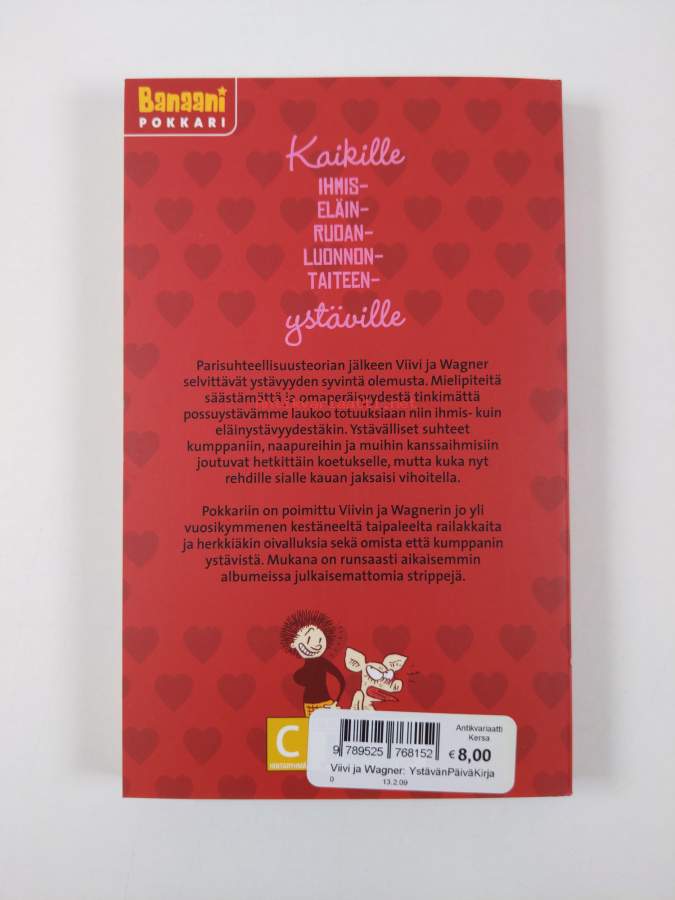 Banaani
POKKARI
Kaikille
IHMIS-
ELÄIN-
RUOAN-
LUONNON-
TAITEEN-
ystäville
Parisuhteellisuusteorian jälkeen Viivi ja Wagner
selvittävät ystävyyden syvintä olemusta. Mielipiteitä
säästämättä ja omaperäisyydestä tinkimättä
possuystävämme laukoo totuuksiaan niin ihmis- kuin
eläinystävyydestäkin. Ystävälliset suhteet
kumppaniin, naapureihin ja muihin kanssaihmisiin
joutuvat hetkittäin koetukselle, mutta kuka nyt
rehdille sialle kauan jaksaisi vihoitella.
Pokkariin on poimittu Viivin ja Wagnerin jo yli
vuosikymmenen kestäneeltä taipaleelta railakkaita
ja herkkiäkin oivalluksia sekä omista että kumppanin
ystävistä. Mukana on runsaasti aikaisemmin
albumeissa julkaisemattomia strippejä.
C
HINTARYHMÄ
9 789525 768152
Antikvariaatti
Kersa
€ 8,00
Viivi ja Wagner: YstävänPäiväKirja
0 13.2.09